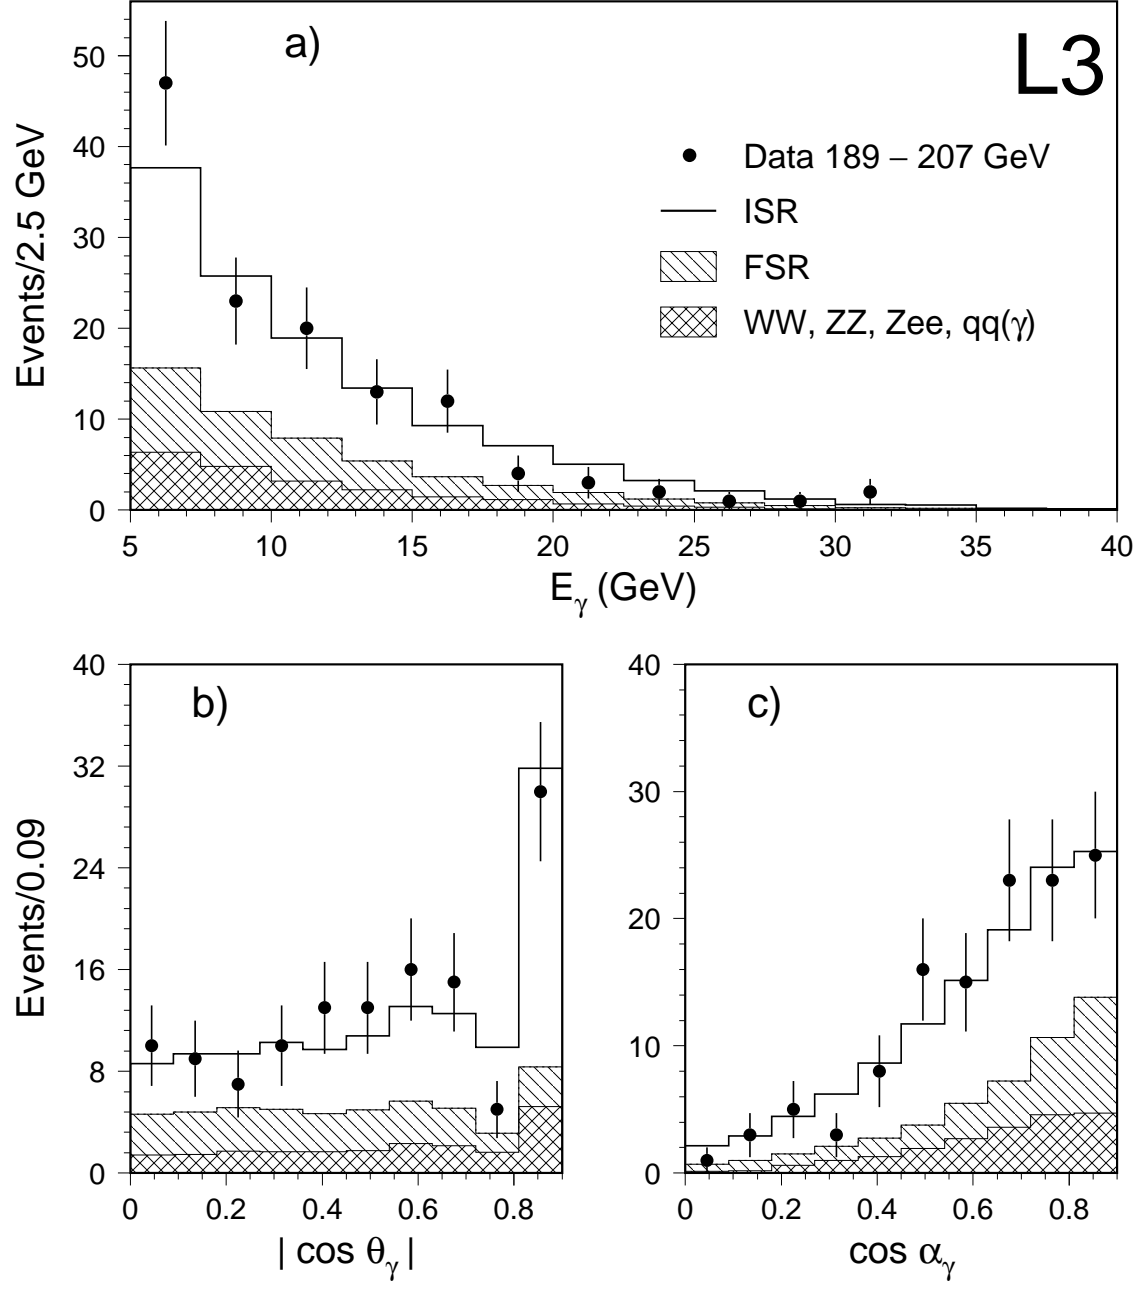 a)
L3
Events/2.5 GeV
50
40
30
20
10
0
Data 189 – 207 GeV
ISR
FSR
WW, ZZ, Zee, qq(γ)
5 10 15 20 25 30 35 40
E_γ (GeV)
b)
Events/0.09
40
32
24
16
8
0
0 0.2 0.4 0.6 0.8
| cos θ_γ |
c)
40
30
20
10
0
0 0.2 0.4 0.6 0.8
cos α_γ